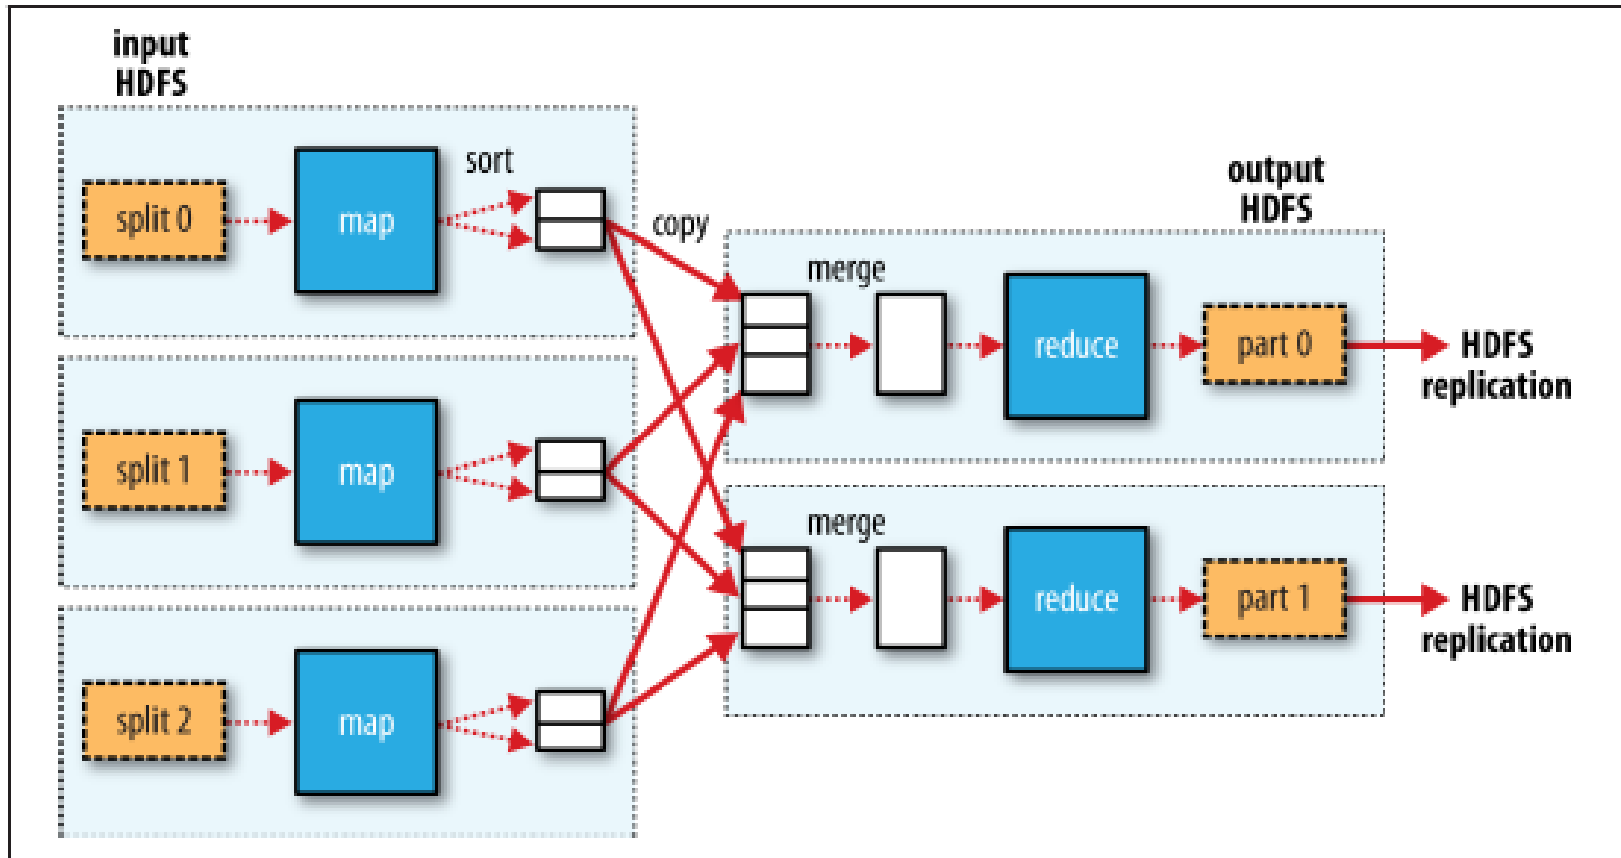 input
HDFS
sort
split 0
map
copy
output
HDFS
merge
reduce
part 0
HDFS
replication
split 1
map
merge
reduce
part 1
HDFS
replication
split 2
map